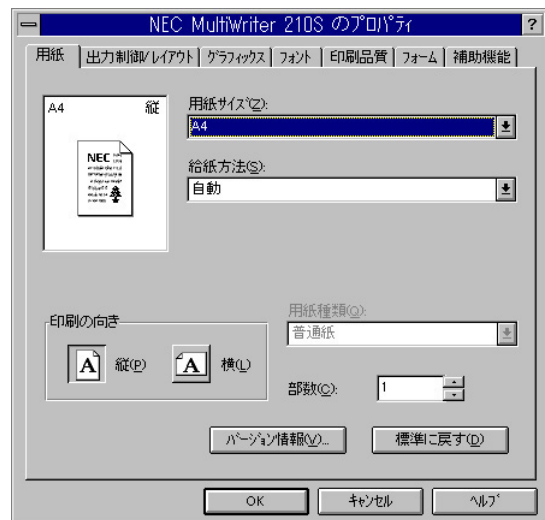 NEC MultiWriter 210S のﾌﾟﾛﾊﾟﾃｨ ?
用紙 出力制御/ﾚｲｱｳﾄ ｸﾞﾗﾌｨｯｸｽ ﾌｫﾝﾄ 印刷品質 ﾌｫｰﾑ 補助機能
A4 縦
NEC
用紙ｻｲｽﾞ(Z):
A4
給紙方法(S):
自動
印刷の向き
A 縦(P) A 横(L)
用紙種類(O):
普通紙
部数(C): 1
ﾊﾞｰｼﾞｮﾝ情報(V)... 標準に戻す(D)
OK ｷｬﾝｾﾙ ﾍﾙﾌﾟ